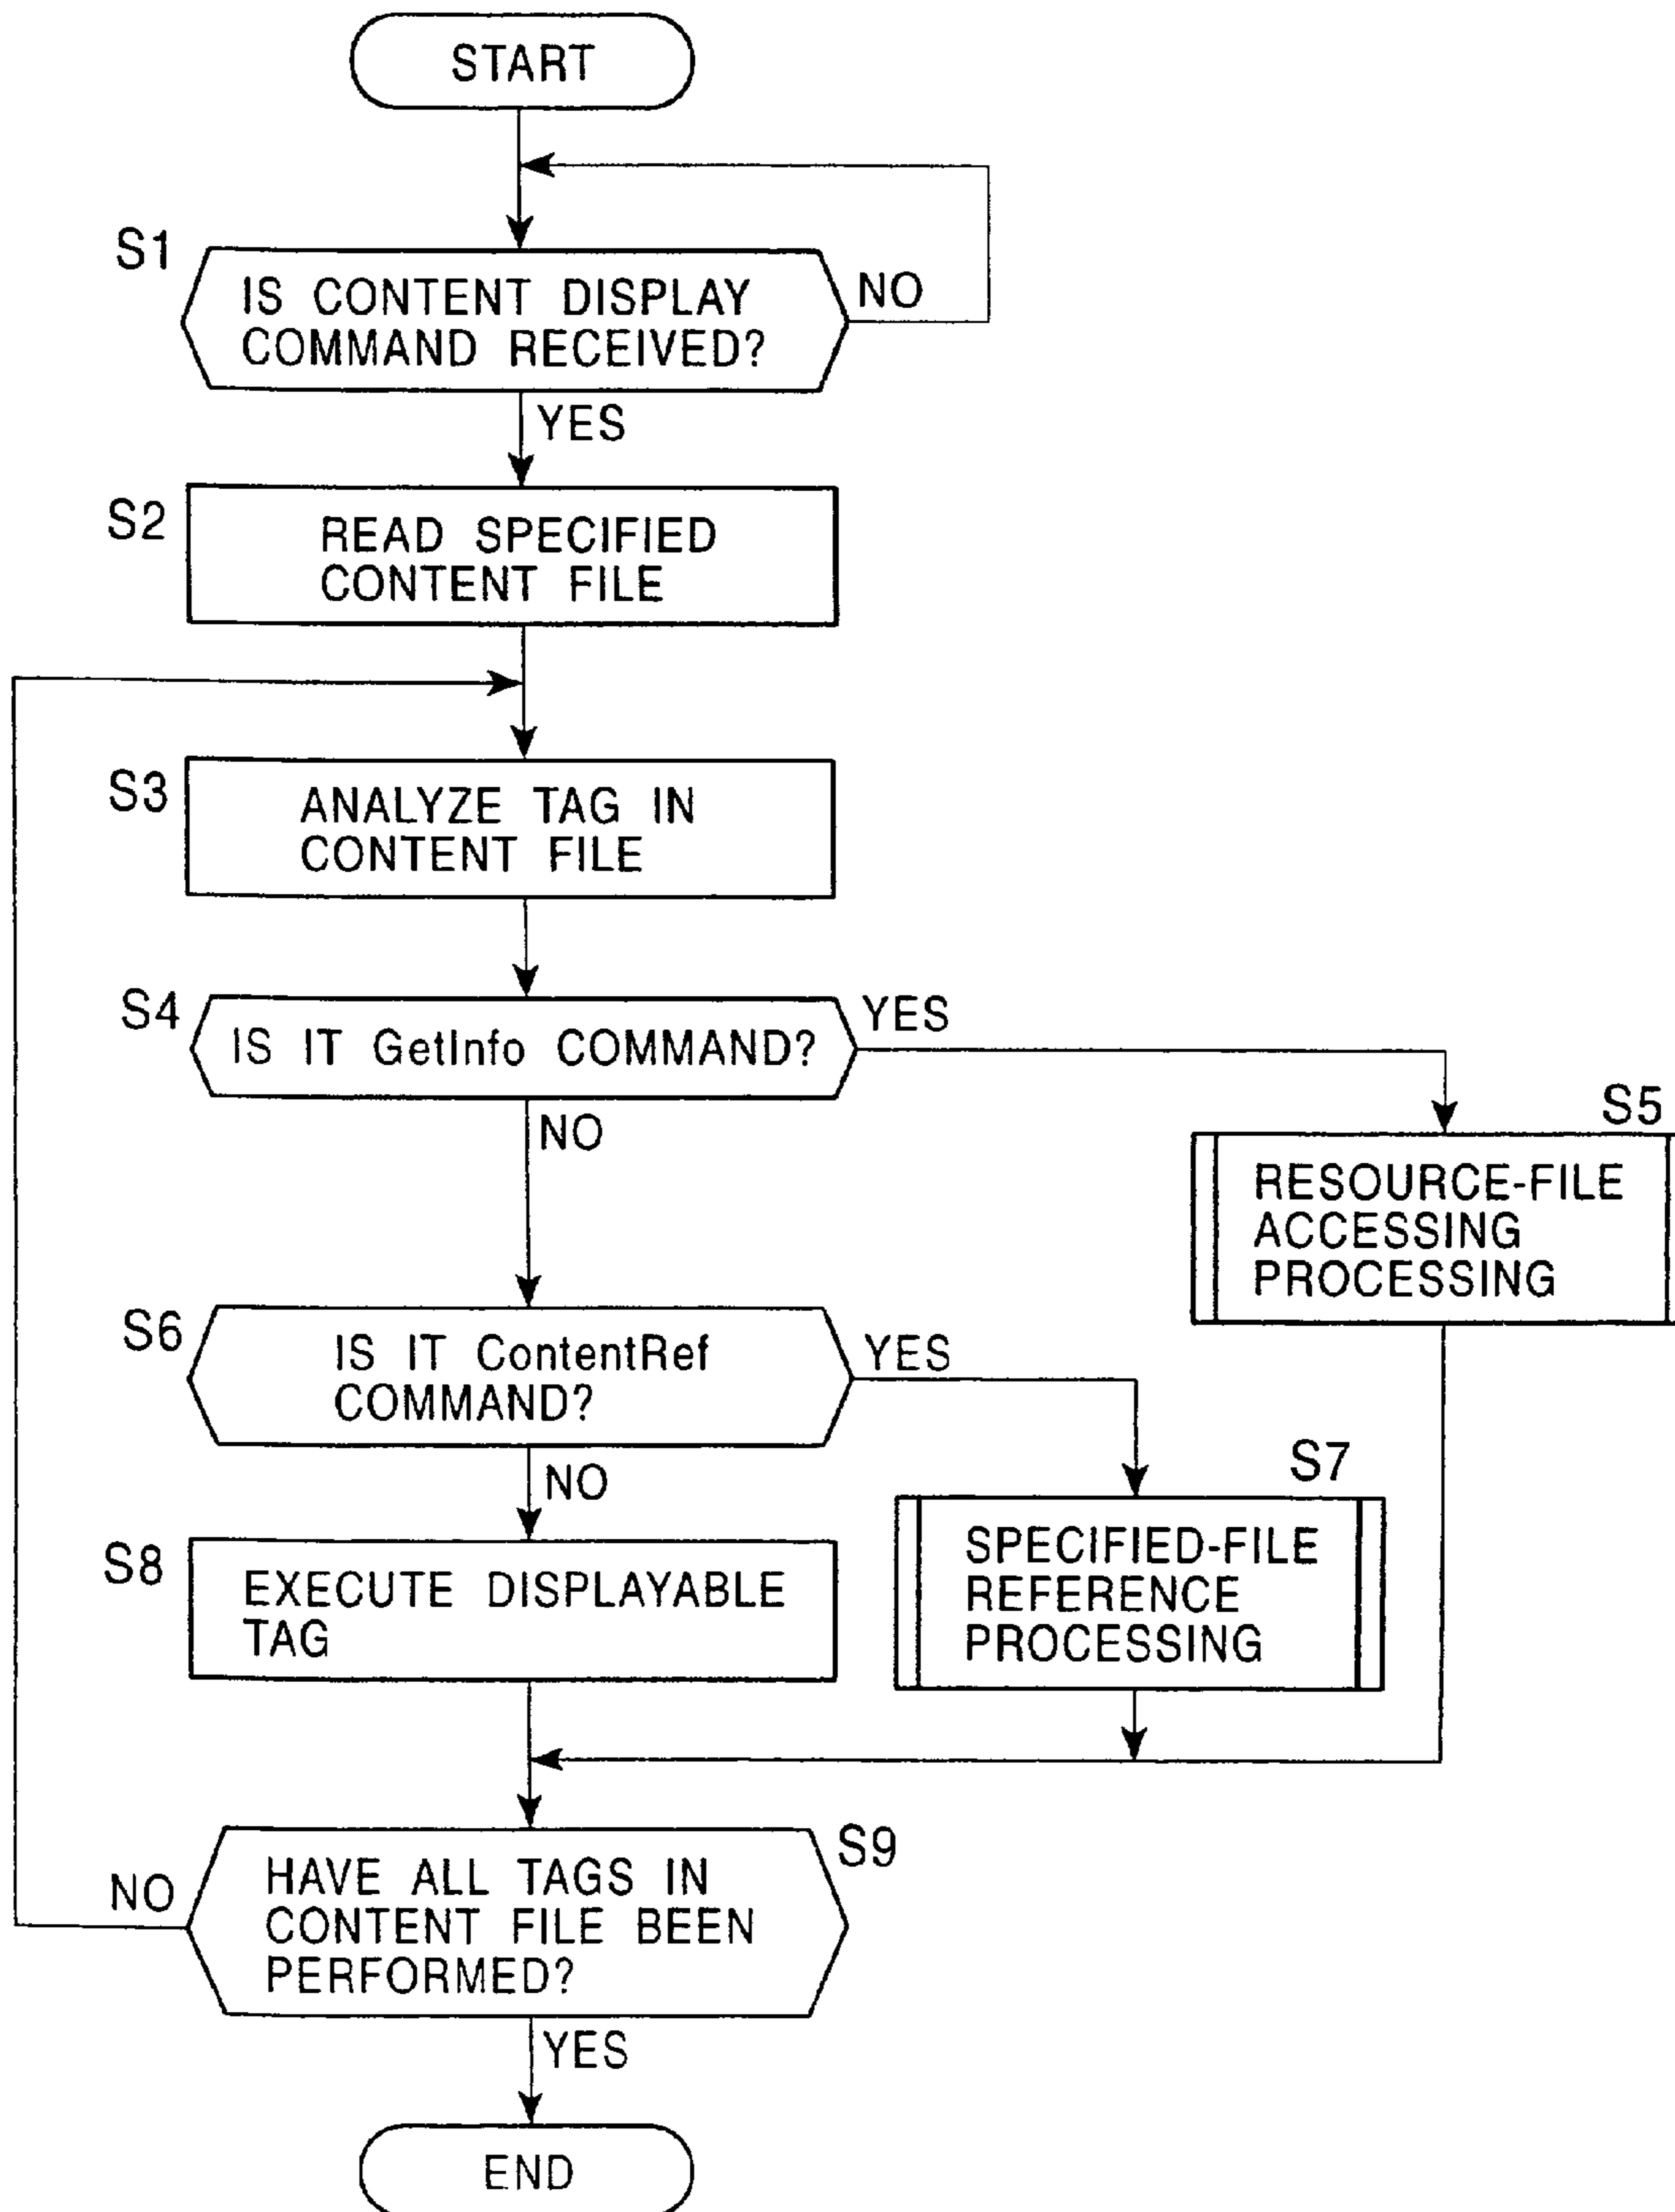 START
S1
IS CONTENT DISPLAY
COMMAND RECEIVED?
NO
YES
S2
READ SPECIFIED
CONTENT FILE
S3
ANALYZE TAG IN
CONTENT FILE
S4
IS IT GetInfo COMMAND?
YES
NO
S5
RESOURCE-FILE
ACCESSING
PROCESSING
S6
IS IT ContentRef
COMMAND?
YES
NO
S7
SPECIFIED-FILE
REFERENCE
PROCESSING
S8
EXECUTE DISPLAYABLE
TAG
S9
HAVE ALL TAGS IN
CONTENT FILE BEEN
PERFORMED?
NO
YES
END